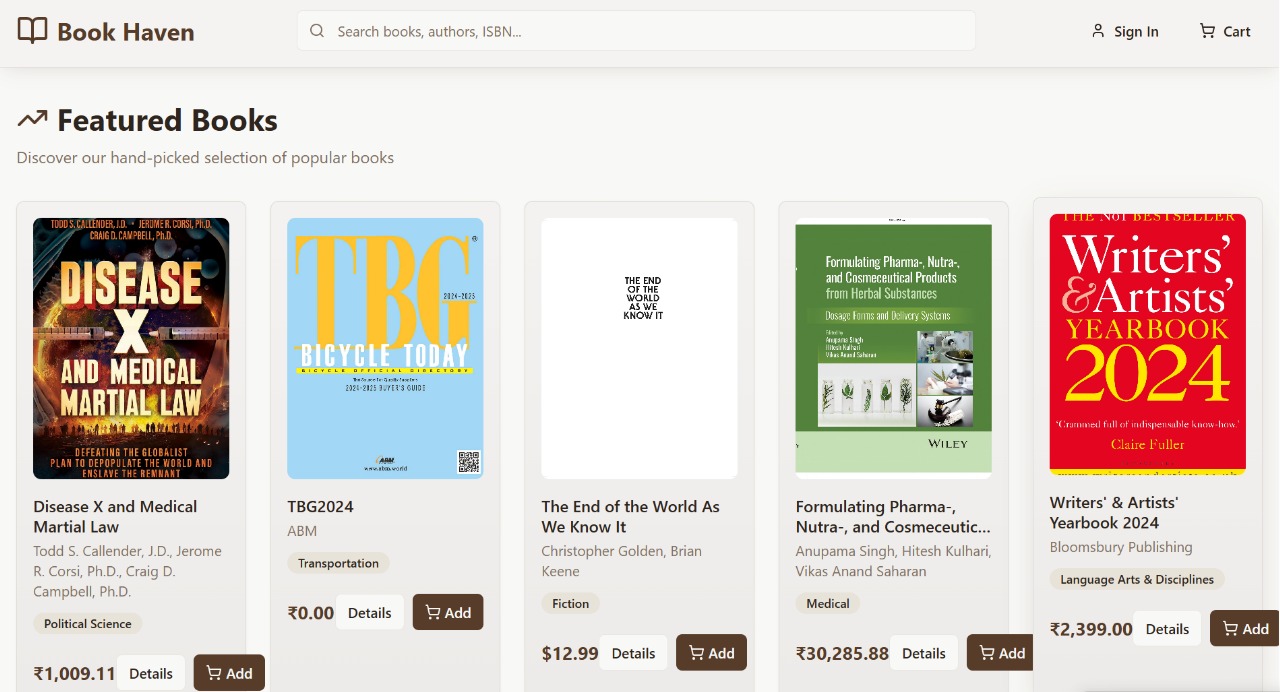 Book Haven
Search books, authors, ISBN...
Sign In
Cart
Featured Books
Discover our hand-picked selection of popular books
TODD S. CALLENDER, J.D. • JEROME R. CORSI, Ph.D.
CRAIG D. CAMPBELL, Ph.D.
DISEASE
X
AND MEDICAL
MARTIAL LAW
...DEFEATING THE GLOBALIST
PLAN TO DEPOPULATE THE WORLD AND
ENSLAVE THE REMNANT
Disease X and Medical
Martial Law
Todd S. Callender, J.D., Jerome
R. Corsi, Ph.D., Craig D.
Campbell, Ph.D.
Political Science
₹1,009.11
Details
Add
TBG®
2024-2025
BICYCLE TODAY
BICYCLE OFFICIAL DIRECTORY
2024-2025 BUYER'S GUIDE
ABM
www.abm.world
TBG2024
ABM
Transportation
₹0.00
Details
Add
THE END
OF THE
WORLD
AS WE
KNOW IT
The End of the World As
We Know It
Christopher Golden, Brian
Keene
Fiction
$12.99
Details
Add
Formulating Pharma-, Nutra-,
and Cosmeceutical Products
from Herbal Substances
Dosage Forms and Delivery Systems
Edited by
Anupama Singh
Hitesh Kulhari
Vikas Anand Saharan
WILEY
Formulating Pharma-,
Nutra-, and Cosmeceutic...
Anupama Singh, Hitesh Kulhari,
Vikas Anand Saharan
Medical
₹30,285.88
Details
Add
THE No1 BESTSELLER
Writers'
&Artists'
YEARBOOK
2024
'Crammed full of indispensable know-how.'
Claire Fuller
Writers' & Artists'
Yearbook 2024
Bloomsbury Publishing
Language Arts & Disciplines
₹2,399.00
Details
Add